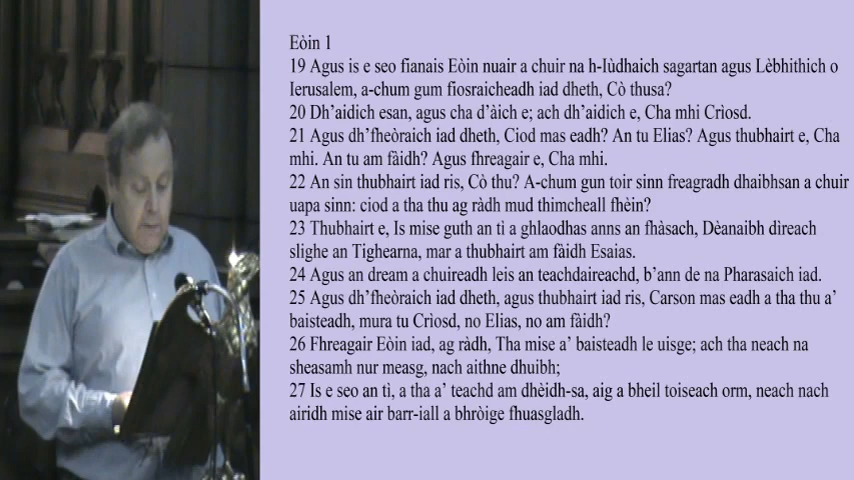 Eòin 1
19 Agus is e seo fianais Eòin nuair a chuir na h-Iùdhaich sagartan agus Lèbhithich o
Ierusalem, a-chum gum fiosraicheadh iad dheth, Cò thusa?
20 Dh’aidich esan, agus cha d’àich e; ach dh’aidich e, Cha mhi Crìosd.
21 Agus dh’fheòraich iad dheth, Ciod mas eadh? An tu Elias? Agus thubhairt e, Cha
mhi. An tu am fàidh? Agus fhreagair e, Cha mhi.
22 An sin thubhairt iad ris, Cò thu? A-chum gun toir sinn freagradh dhaibhsan a chuir
uapa sinn: ciod a tha thu ag ràdh mud thimcheall fhèin?
23 Thubhairt e, Is mise guth an tì a ghlaodhas anns an fhàsach, Dèanaibh dìreach
slighe an Tighearna, mar a thubhairt am fàidh Esaias.
24 Agus an dream a chuireadh leis an teachdaireachd, b’ann de na Pharasaich iad.
25 Agus dh’fheòraich iad dheth, agus thubhairt iad ris, Carson mas eadh a tha thu a’
baisteadh, mura tu Crìosd, no Elias, no am fàidh?
26 Fhreagair Eòin iad, ag ràdh, Tha mise a’ baisteadh le uisge; ach tha neach na
sheasamh nur measg, nach aithne dhuibh;
27 Is e seo an tì, a tha a’ teachd am dhèidh-sa, aig a bheil toiseach orm, neach nach
airidh mise air barr-iall a bhròige fhuasgladh.